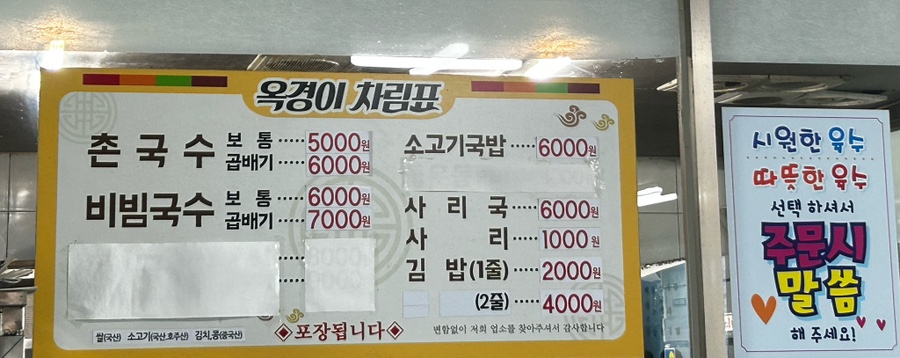 옥경이 차림표
촌국수 보통 ····· 5000원
곱배기 ···· 6000원
비빔국수 보통 ····· 6000원
곱배기 ···· 7000원
소고기국밥 ····· 6000원
사리국 ····· 6000원
사리 ····· 1000원
김밥(1줄) ····· 2000원
(2줄) ····· 4000원
쌀(국산) 소고기(국산,호주산) 김치,콩(중국산)
포장됩니다
변함없이 저희 업소를 찾아주셔서 감사합니다
시원한 육수
따뜻한 육수
선택 하셔서
주문시
말씀
해 주세요!